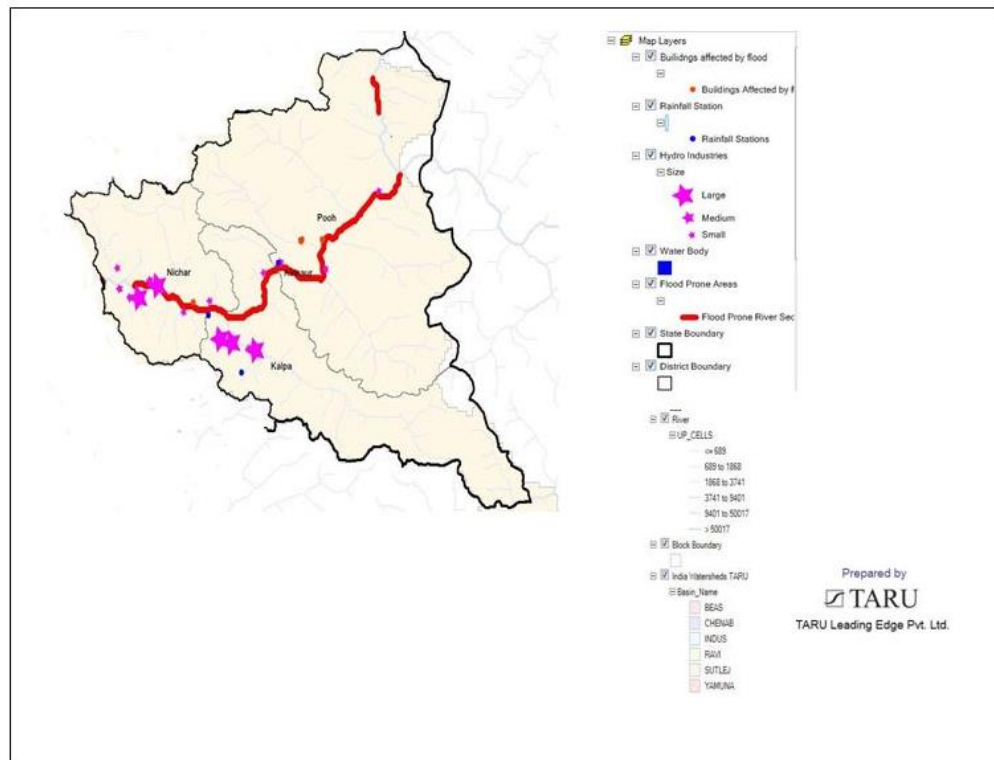 Map Layers
Builidngs affected by flood
Buildings Affected by f
Rainfall Station
Rainfall Stations
Hydro Industries
Size
Large
Medium
Small
Water Body
Flood Prone Areas
Flood Prone River Sec
State Boundary
District Boundary
River
UP_CELLS
<= 689
689 to 1868
1868 to 3741
3741 to 9401
9401 to 50017
> 50017
Block Boundary
India Watersheds TARU
Basin_Name
BEAS
CHENAB
INDUS
RAVI
SUTLEJ
YAMUNA
Pooh
Nichar
Kalpa
Prepared by
TARU
TARU Leading Edge Pvt. Ltd.